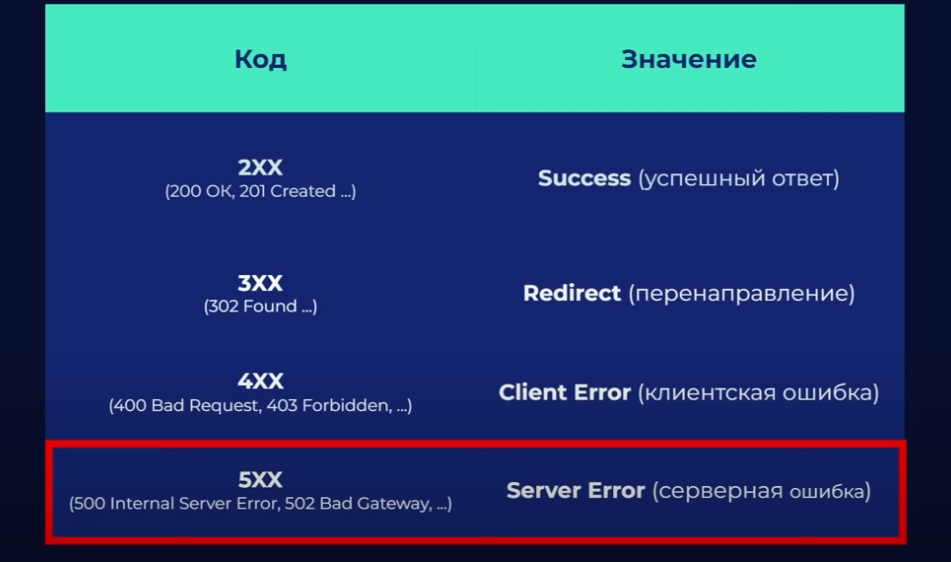 Код Значение
2XX
(200 ОК, 201 Created ...)
Success (успешный ответ)
3XX
(302 Found ...)
Redirect (перенаправление)
4XX
(400 Bad Request, 403 Forbidden, ...)
Client Error (клиентская ошибка)
5XX
(500 Internal Server Error, 502 Bad Gateway, ...)
Server Error (серверная ошибка)